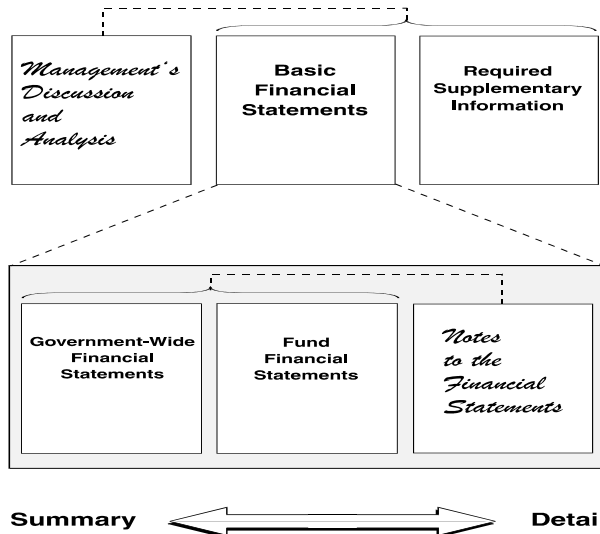 Management's
Discussion
and
Analysis
Basic
Financial
Statements
Required
Supplementary
Information
Government-Wide
Financial
Statements
Fund
Financial
Statements
Notes
to the
Financial
Statements
Summary
Detai